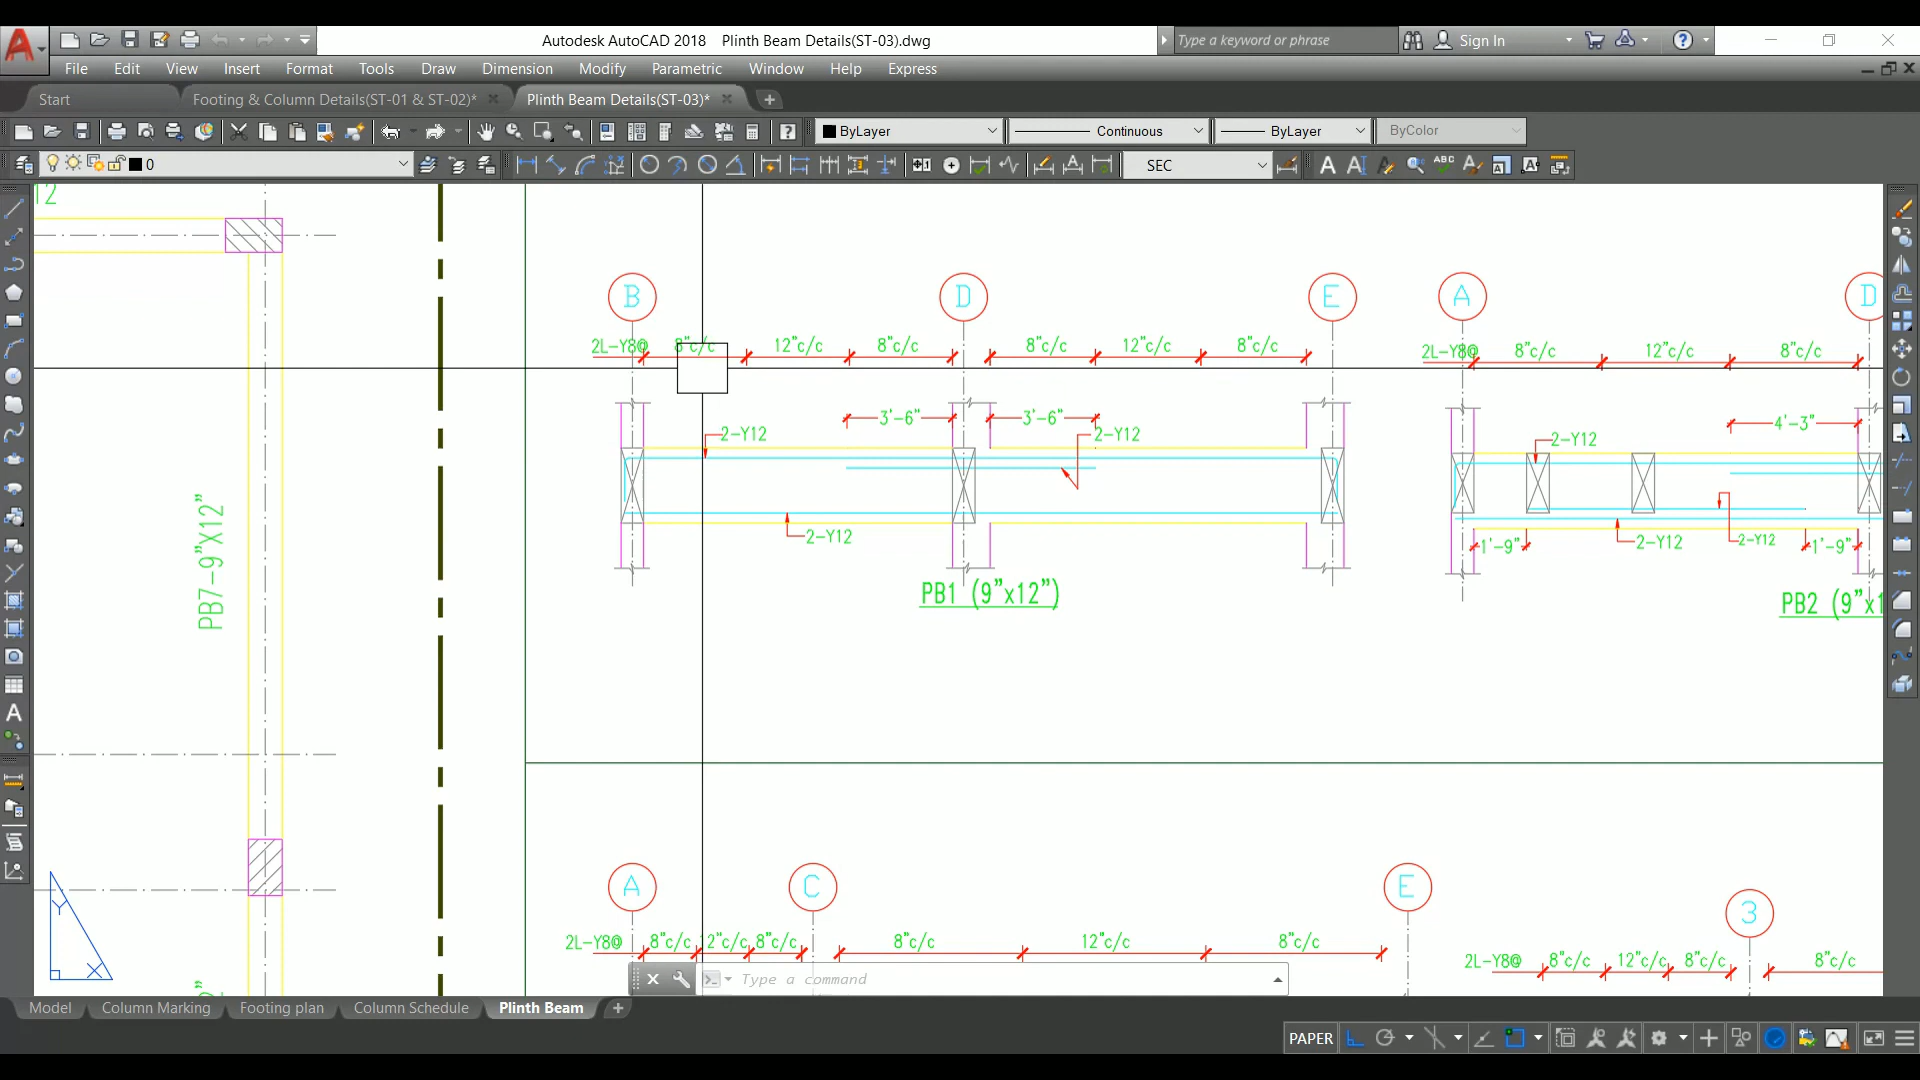 Autodesk AutoCAD 2018 Plinth Beam Details(ST-03).dwg
Type a keyword or phrase
Sign In
File Edit View Insert Format Tools Draw Dimension Modify Parametric Window Help Express
Start
Footing & Column Details(ST-01 & ST-02)*
Plinth Beam Details(ST-03)*
ByLayer
Continuous
ByLayer
ByColor
0
SEC
12
B D E A D
2L-Y8@ 8"c/c 12"c/c 8"c/c 8"c/c 12"c/c 8"c/c
2L-Y8@ 8"c/c 12"c/c 8"c/c
3'-6" 3'-6"
4'-3"
2-Y12 2-Y12
2-Y12
2-Y12
1'-9" 2-Y12 2-Y12 1'-9"
PB1 (9"x12")
PB2 (9"x1
PB7-9"X12"
A C E
3
2L-Y8@ 8"c/c 12"c/c 8"c/c 8"c/c 12"c/c 8"c/c
2L-Y8@ 8"c/c 12"c/c 8"c/c 8"c/c
Y
X
Type a command
Model Column Marking Footing plan Column Schedule Plinth Beam
PAPER